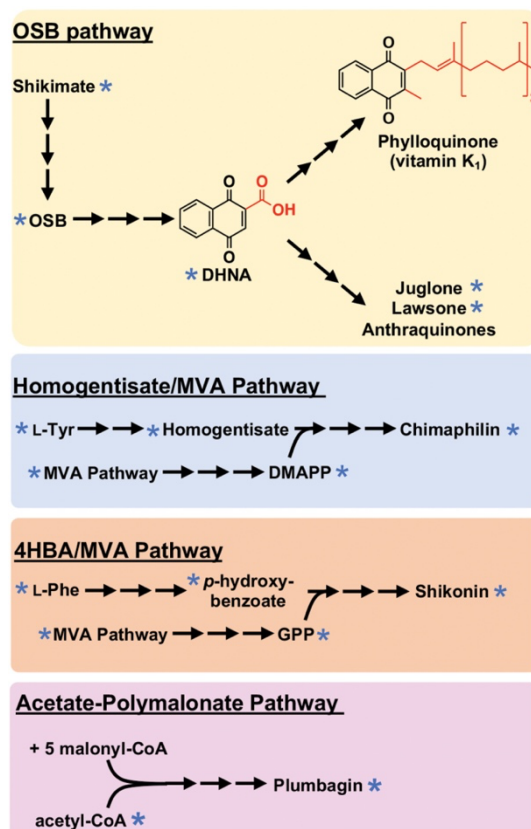 OSB pathway
Shikimate *
* OSB
O
O
O
OH
* DHNA
O
O
Phylloquinone
(vitamin K1)
Juglone *
Lawsone *
Anthraquinones
Homogentisate/MVA Pathway
* L-Tyr * Homogentisate Chimaphilin *
* MVA Pathway DMAPP *
4HBA/MVA Pathway
* L-Phe * p-hydroxy-
benzoate Shikonin *
* MVA Pathway GPP *
Acetate-Polymalonate Pathway
+ 5 malonyl-CoA
Plumbagin *
acetyl-CoA *